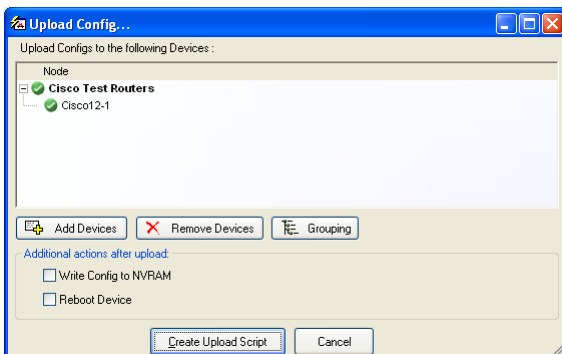 Upload Config...
Upload Configs to the following Devices :
Node
Cisco Test Routers
Cisco12-1
Add Devices
Remove Devices
Grouping
Additional actions after upload:
Write Config to NVRAM
Reboot Device
Create Upload Script
Cancel